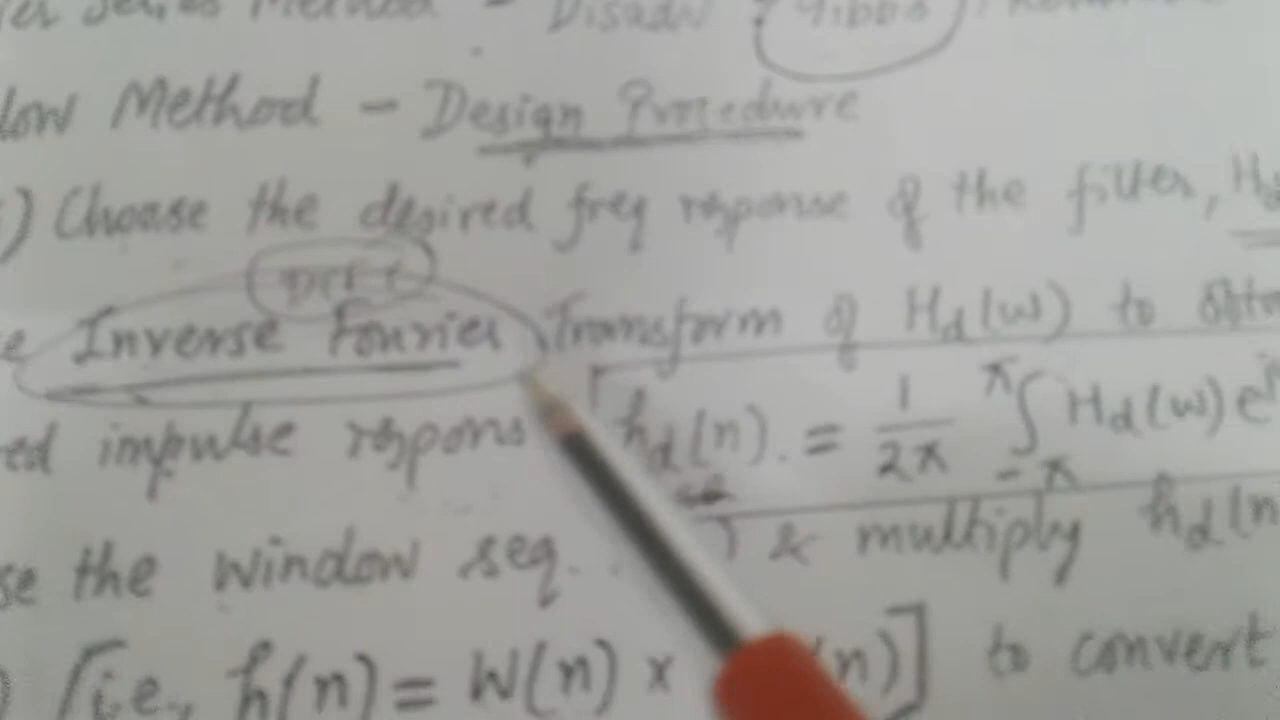 Series Method - Disadv Gibbs
low Method - Design Procedure
) Choose the desired freq response of the filter, Hd
DTFT
e Inverse Fourier Transform of Hd(w) to obta
ed impulse respons hd(n) = 1/2π ∫ π -π Hd(w) e
se the window seq. ) & multiply hd(n
) [i.e, h(n) = W(n) x (n)] to convert